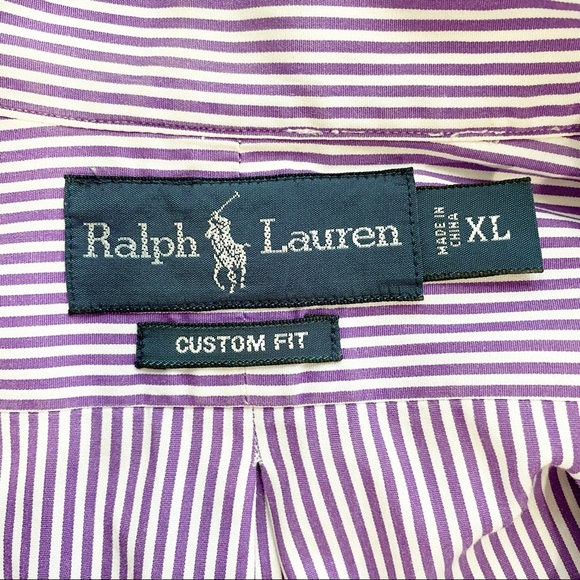 Ralph Lauren
MADE IN
CHINA
XL
CUSTOM FIT